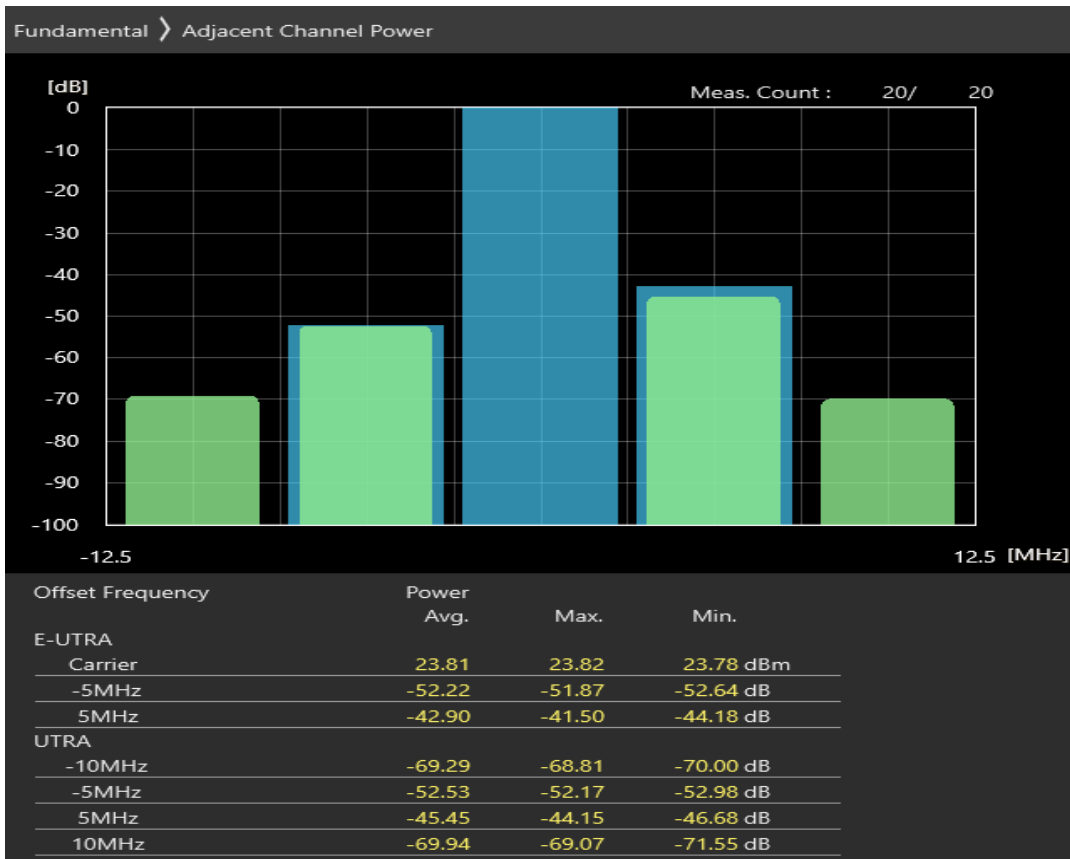 Fundamental 〉 Adjacent Channel Power
[dB]
Meas. Count : 20/ 20
0
-10
-20
-30
-40
-50
-60
-70
-80
-90
-100
-12.5 12.5 [MHz]
Offset Frequency Power
Avg. Max. Min.
E-UTRA
Carrier 23.81 23.82 23.78 dBm
-5MHz -52.22 -51.87 -52.64 dB
5MHz -42.90 -41.50 -44.18 dB
UTRA
-10MHz -69.29 -68.81 -70.00 dB
-5MHz -52.53 -52.17 -52.98 dB
5MHz -45.45 -44.15 -46.68 dB
10MHz -69.94 -69.07 -71.55 dB